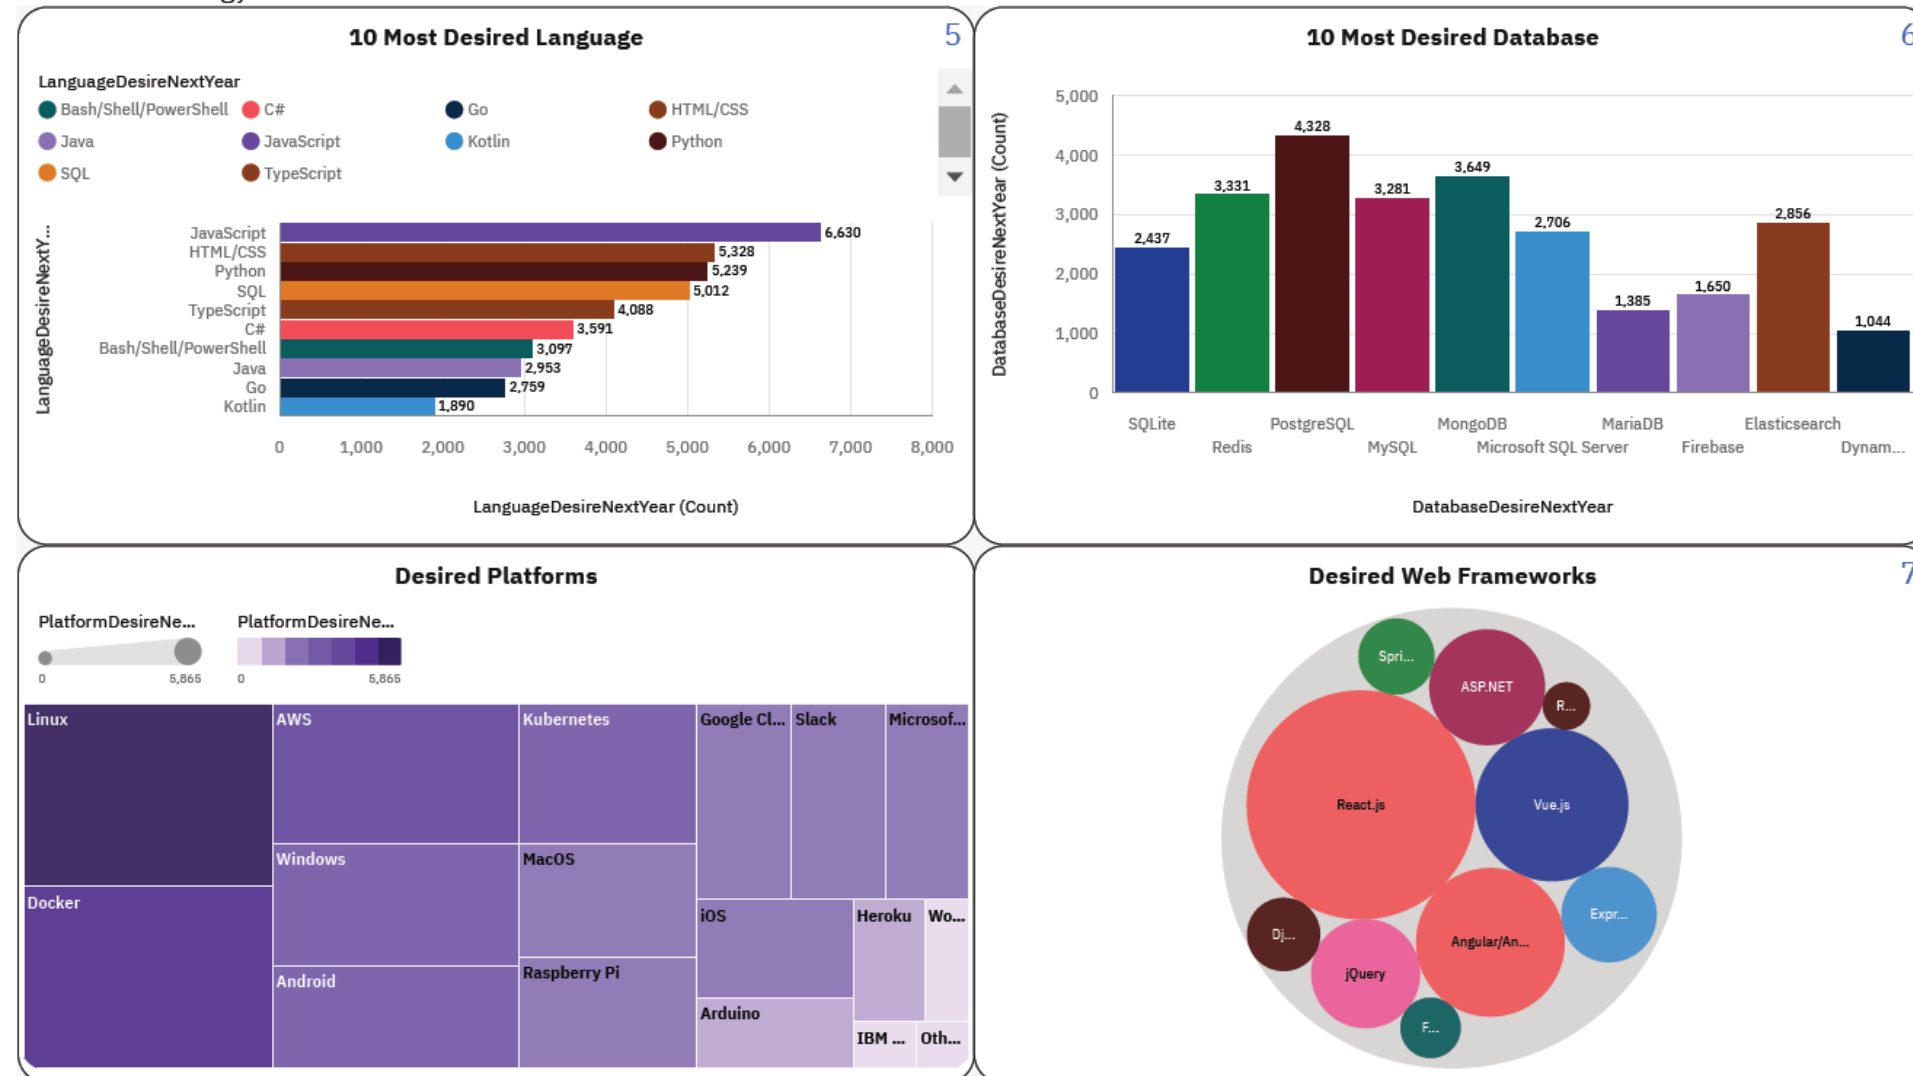 10 Most Desired Language
5
LanguageDesireNextYear
Bash/Shell/PowerShell C# Go HTML/CSS
Java JavaScript Kotlin Python
SQL TypeScript
LanguageDesireNextY...
JavaScript 6,630
HTML/CSS 5,328
Python 5,239
SQL 5,012
TypeScript 4,088
C# 3,591
Bash/Shell/PowerShell 3,097
Java 2,953
Go 2,759
Kotlin 1,890
0 1,000 2,000 3,000 4,000 5,000 6,000 7,000 8,000
LanguageDesireNextYear (Count)
10 Most Desired Database
6
DatabaseDesireNextYear (Count)
5,000
4,000
3,000
2,000
1,000
0
2,437 3,331 4,328 3,281 3,649 2,706 1,385 1,650 2,856 1,044
SQLite PostgreSQL MongoDB MariaDB Elasticsearch
Redis MySQL Microsoft SQL Server Firebase Dynam...
DatabaseDesireNextYear
Desired Platforms
PlatformDesireNe... PlatformDesireNe...
0 5,865 0 5,865
Linux AWS Kubernetes Google Cl... Slack Microsof...
Windows MacOS
Docker iOS Heroku Wo...
Android Raspberry Pi
Arduino
IBM ... Oth...
Desired Web Frameworks
7
Spri...
ASP.NET
R...
React.js Vue.js
Expr...
Dj... Angular/An...
jQuery
F...